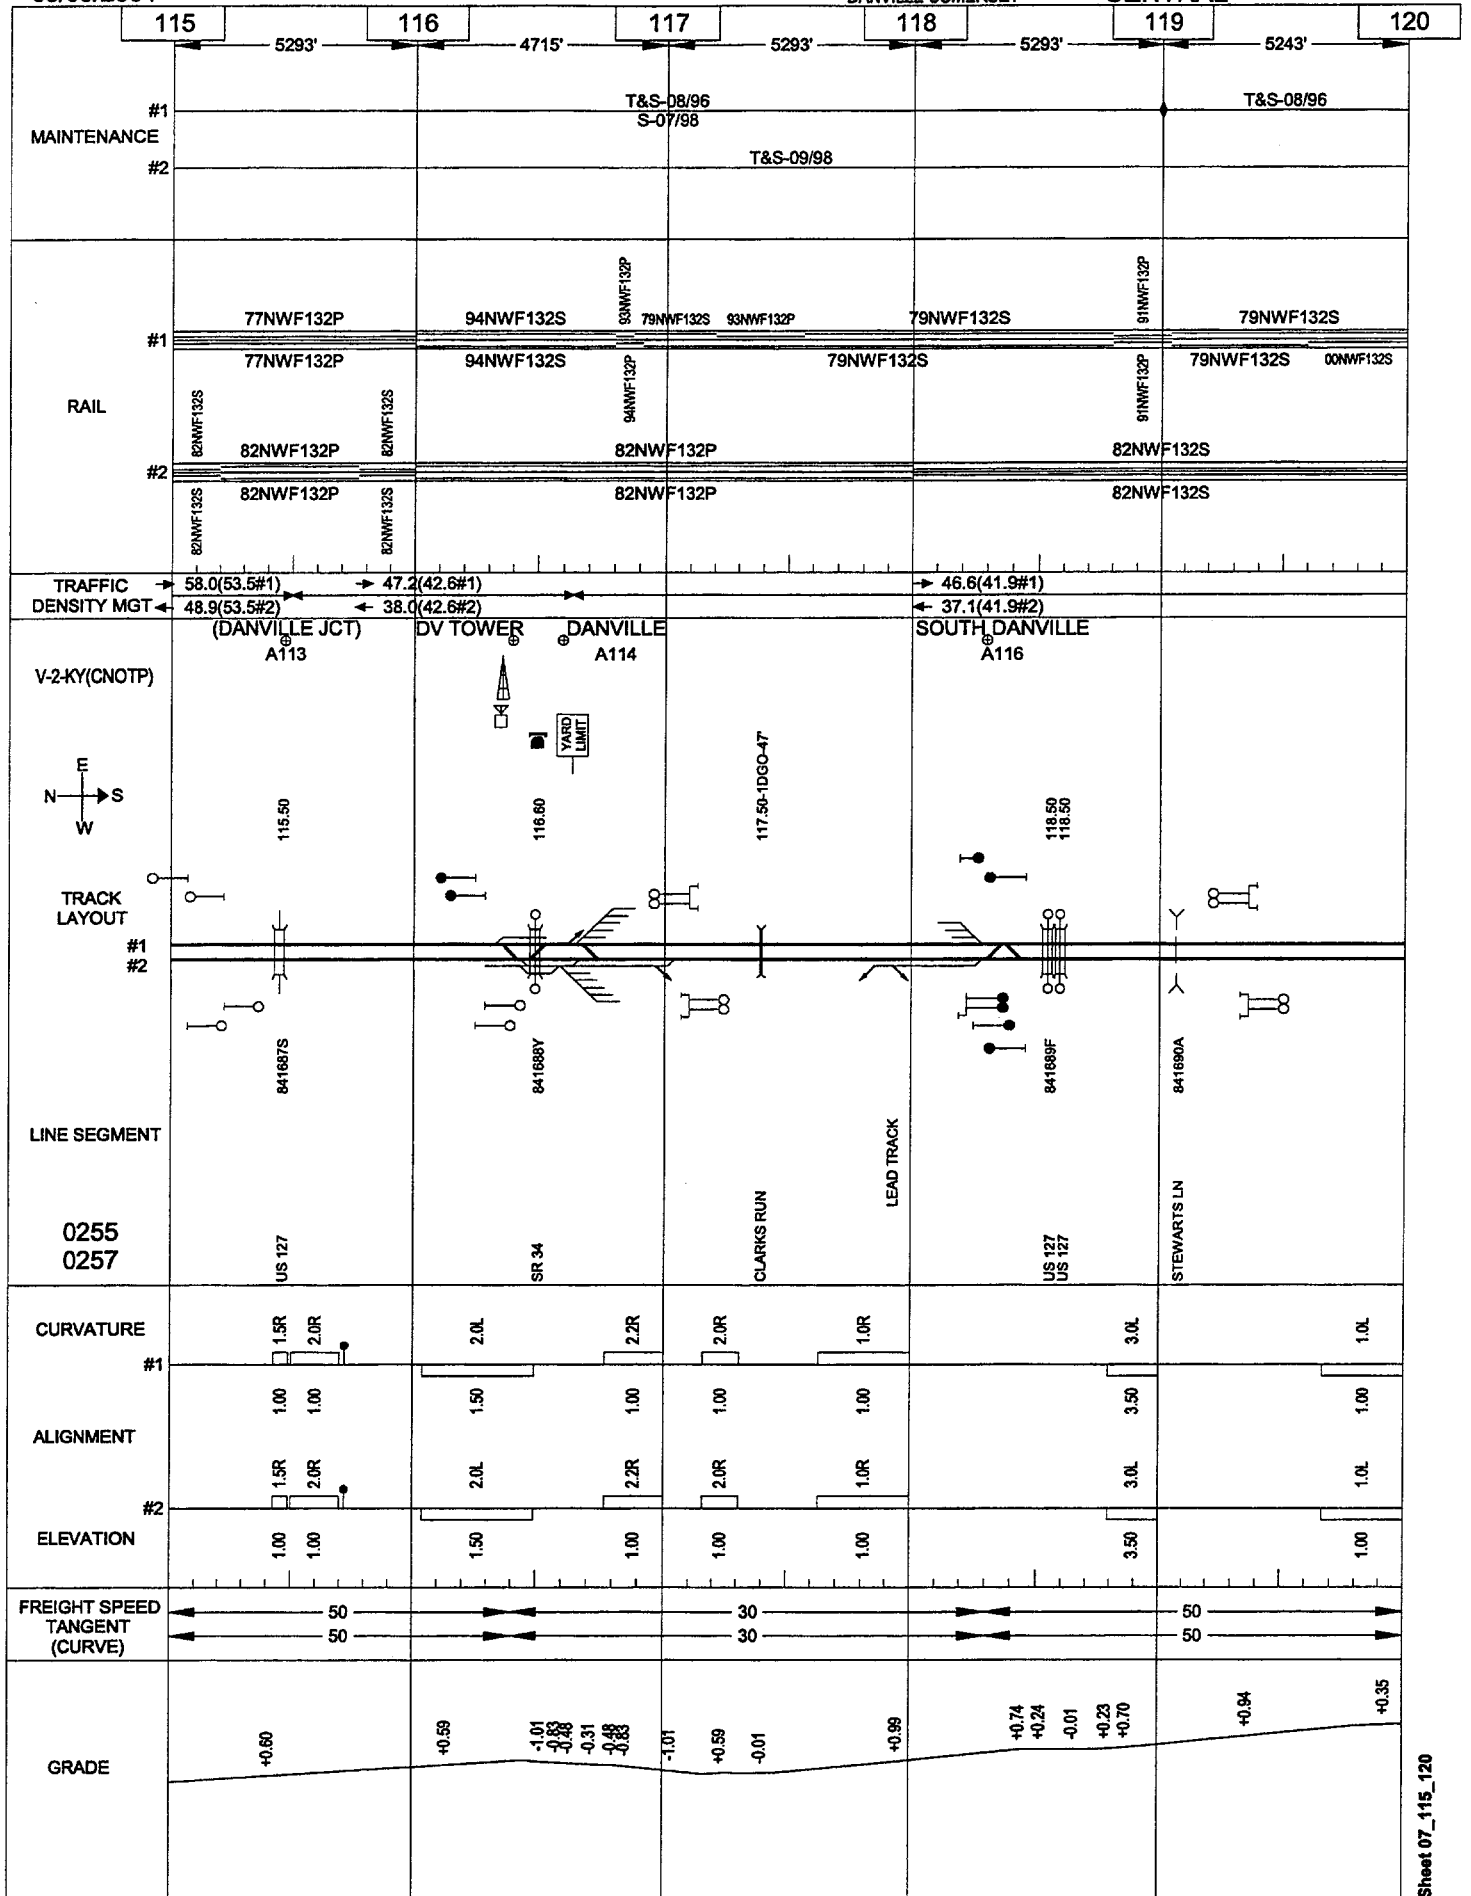 115 116 117 118 119 120
5293' 4715' 5293' 5293' 5243'
MAINTENANCE
#1
T&S-08/96
S-07/98
T&S-08/96
#2
T&S-09/98
RAIL
#1
77NWF132P 94NWF132S 93NWF132P 79NWF132S 93NWF132P 79NWF132S 91NWF132P 79NWF132S
77NWF132P 94NWF132S 94NWF132P 79NWF132S 91NWF132P 79NWF132S 00NWF132S
#2
82NWF132S 82NWF132P 82NWF132S 82NWF132P 82NWF132S
82NWF132S 82NWF132P 82NWF132S 82NWF132P 82NWF132S
TRAFFIC
DENSITY MGT
58.0(53.5#1) 47.2(42.6#1) 46.6(41.9#1)
48.9(53.5#2) 38.0(42.6#2) 37.1(41.9#2)
(DANVILLE JCT) DV TOWER DANVILLE SOUTH DANVILLE
A113 A114 A116
V-2-KY(CNOTP)
YARD
LIMIT
E
N S
W
115.50 116.60 117.50-1DGO-47' 118.50
118.50
TRACK
LAYOUT
#1
#2
841687S 841688Y 841689F 841690A
LINE SEGMENT
LEAD TRACK
0255
0257
US 127 SR 34 CLARKS RUN US 127
US 127
STEWARTS LN
CURVATURE
#1
1.5R 2.0R 2.0L 2.2R 2.0R 1.0R 3.0L 1.0L
1.00 1.00 1.50 1.00 1.00 1.00 3.50 1.00
ALIGNMENT
#2
1.5R 2.0R 2.0L 2.2R 2.0R 1.0R 3.0L 1.0L
ELEVATION
1.00 1.00 1.50 1.00 1.00 1.00 3.50 1.00
FREIGHT SPEED
TANGENT
(CURVE)
50 30 50
50 30 50
GRADE
+0.60 +0.59 -1.01 -0.83 -0.48 -0.31 -0.48 -0.83 -1.01 +0.59 -0.01 +0.99 +0.74 +0.24 -0.01 +0.23 +0.70 +0.94 +0.35
Sheet 07_115_120